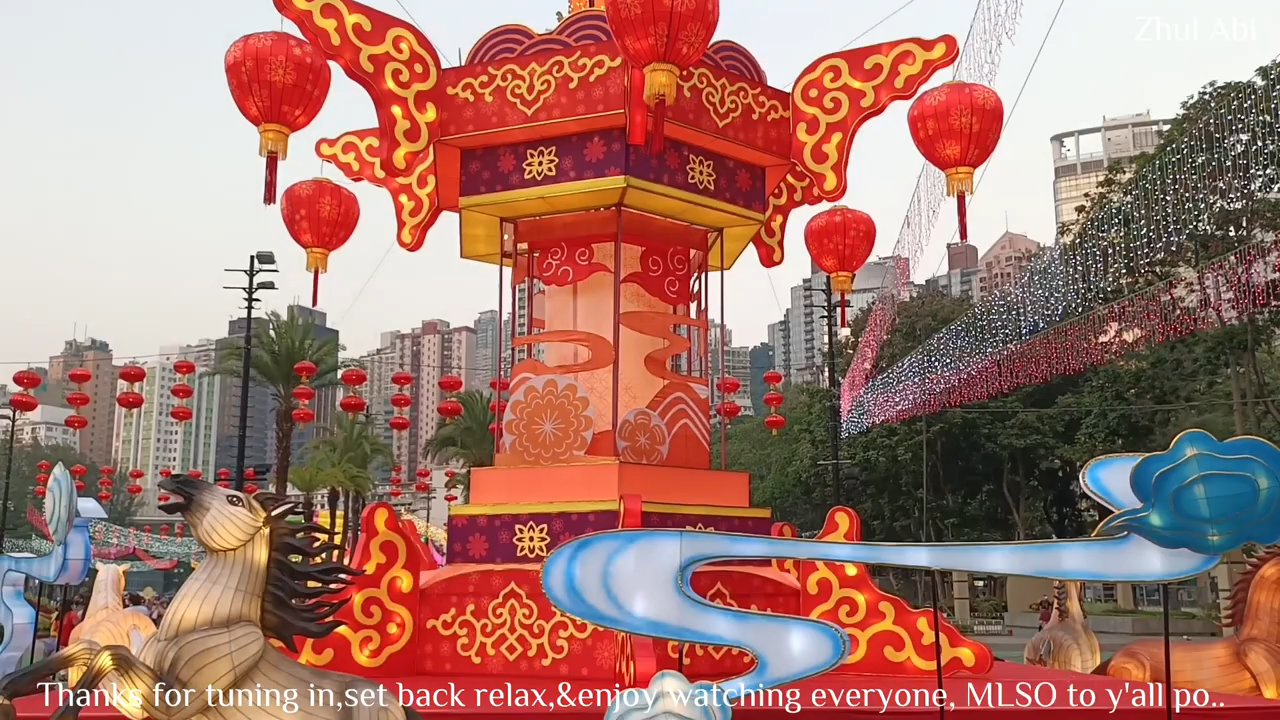 Zhul Abi
Thanks for tuning in,set back relax,&enjoy watching everyone, MLSO to y'all po..